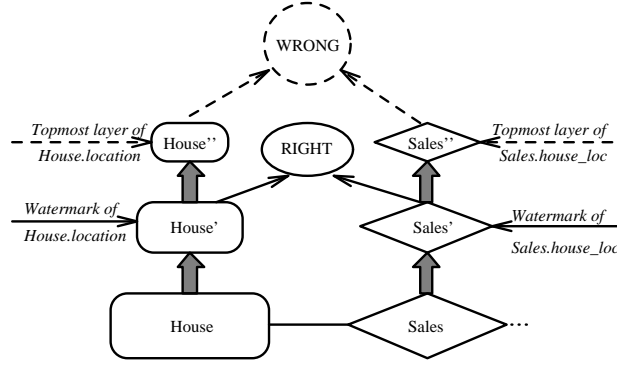 WRONG
Topmost layer of
House.location
House’’
RIGHT
Sales’’
Topmost layer of
Sales.house_loc
Watermark of
House.location
House’
Sales’
Watermark of
Sales.house_loc
House
Sales
...